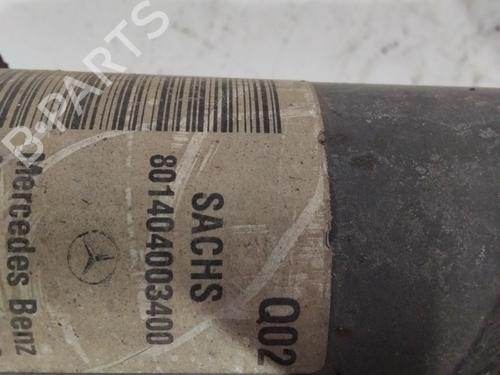 Q02
SACHS
801404003400
Mercedes Benz
B-PARTS